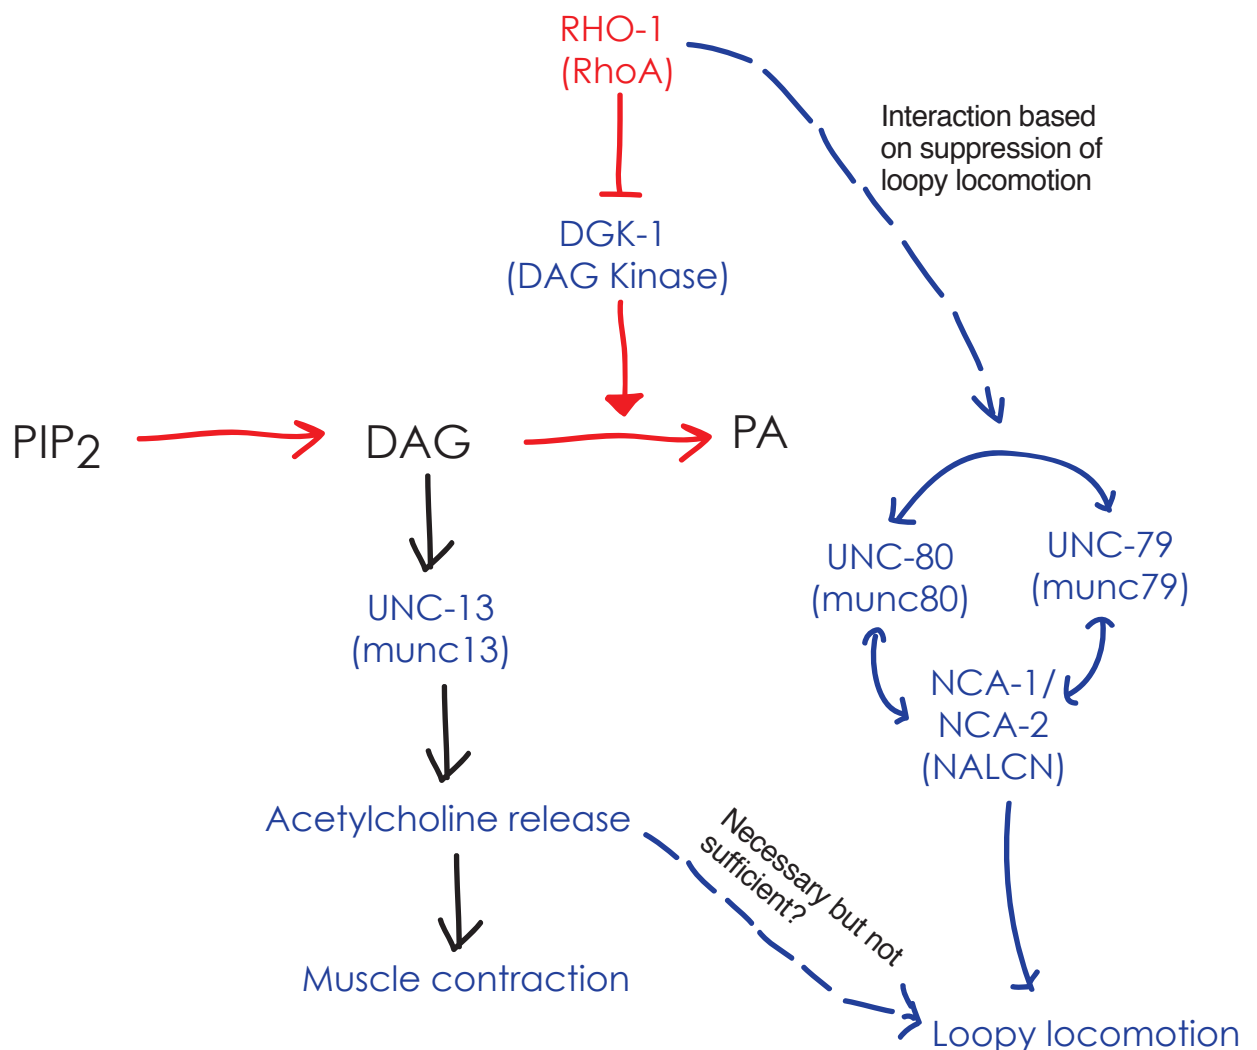 RHO-1
(RhoA)
Interaction based
on suppression of
loopy locomotion
DGK-1
(DAG Kinase)
PIP2
DAG
PA
UNC-80
(munc80)
UNC-79
(munc79)
UNC-13
(munc13)
NCA-1/
NCA-2
(NALCN)
Acetylcholine release
Necessary but not
sufficient?
Muscle contraction
Loopy locomotion